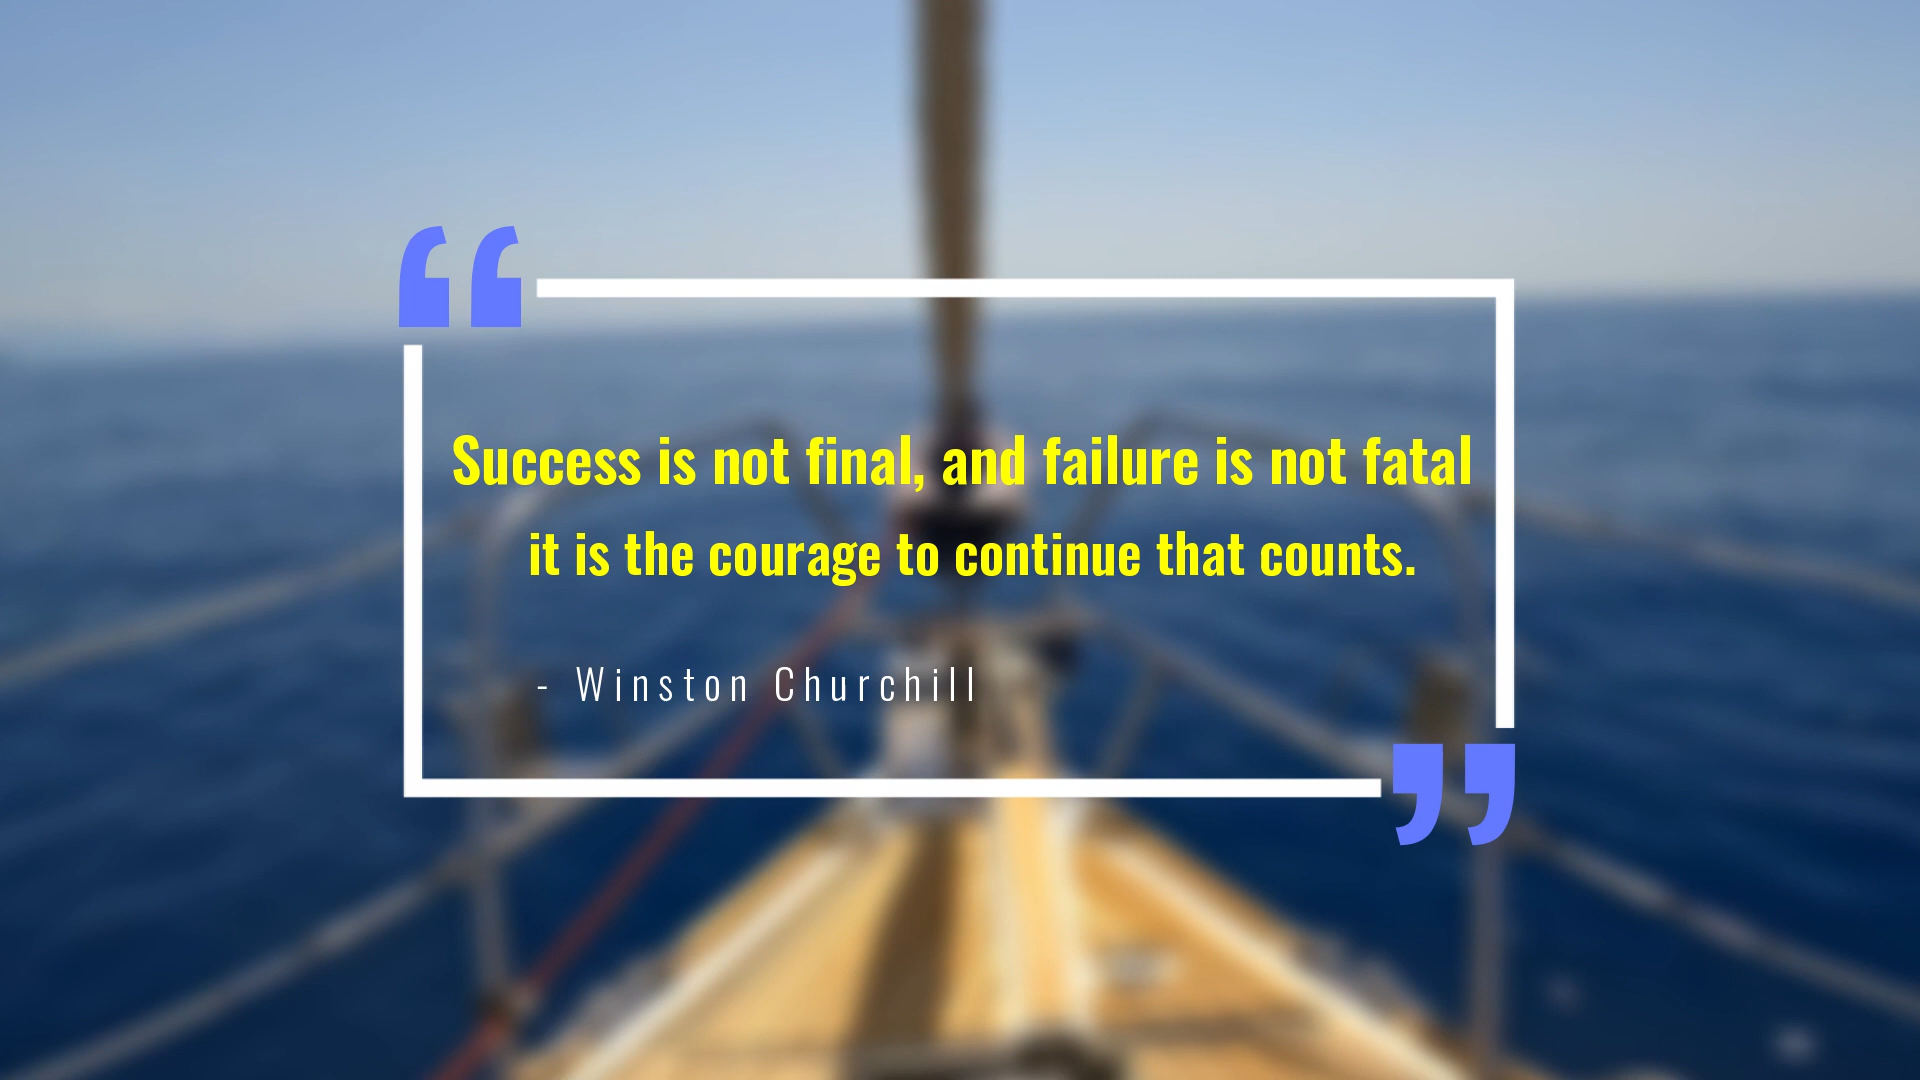 Success is not final, and failure is not fatal
it is the courage to continue that counts.
- Winston Churchill